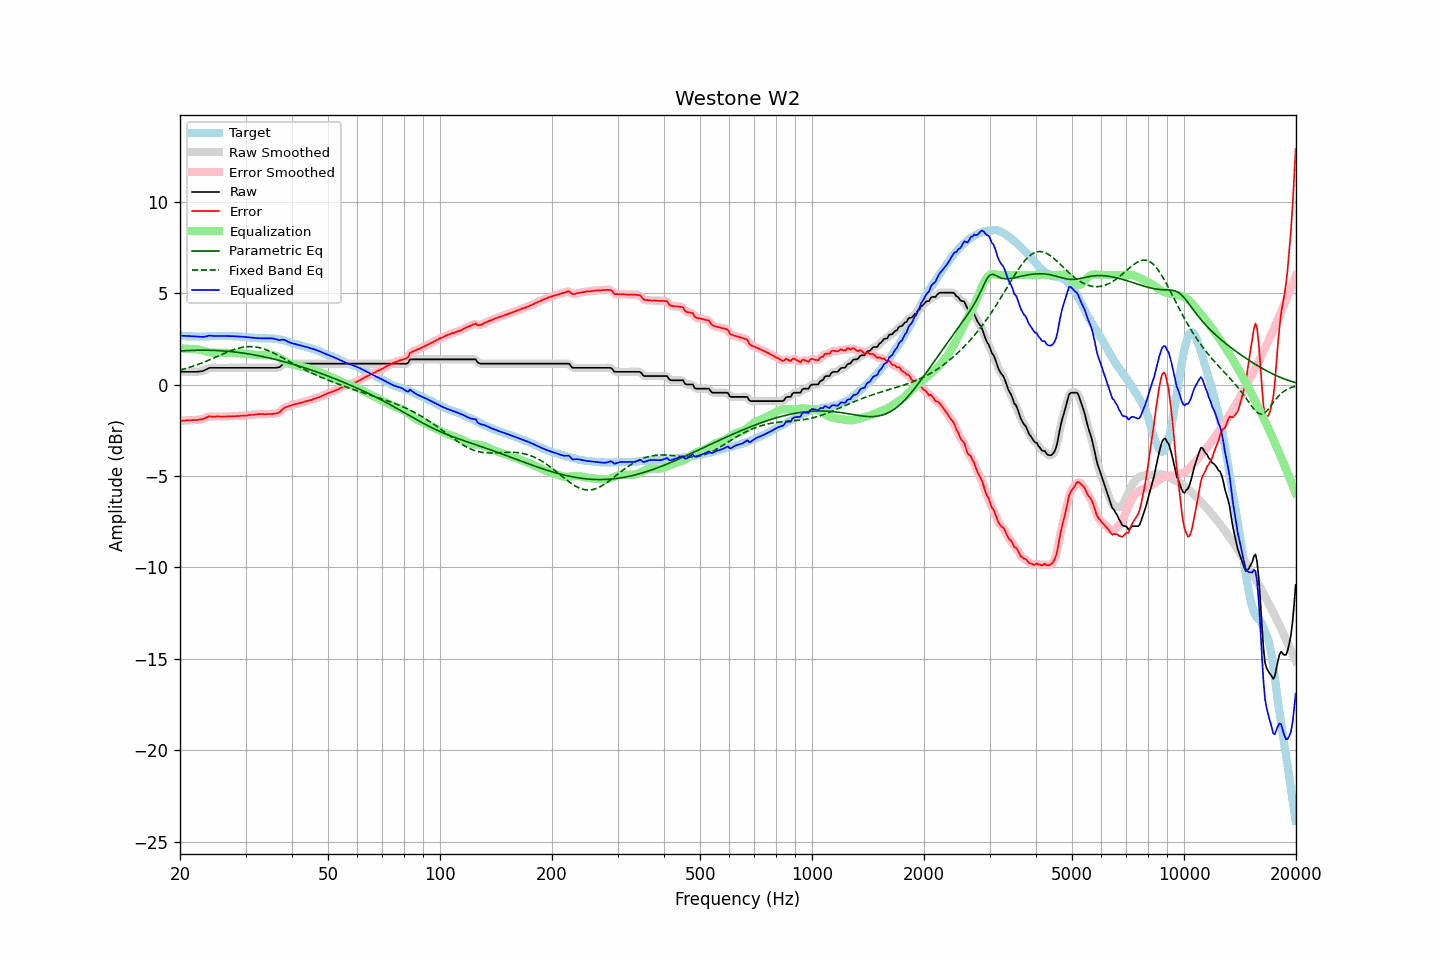 Westone W2
Target
Raw Smoothed
Error Smoothed
Raw
Error
Equalization
Parametric Eq
Fixed Band Eq
Equalized
Amplitude (dBr)
10
5
0
−5
−10
−15
−20
−25
20 50 100 200 500 1000 2000 5000 10000 20000
Frequency (Hz)